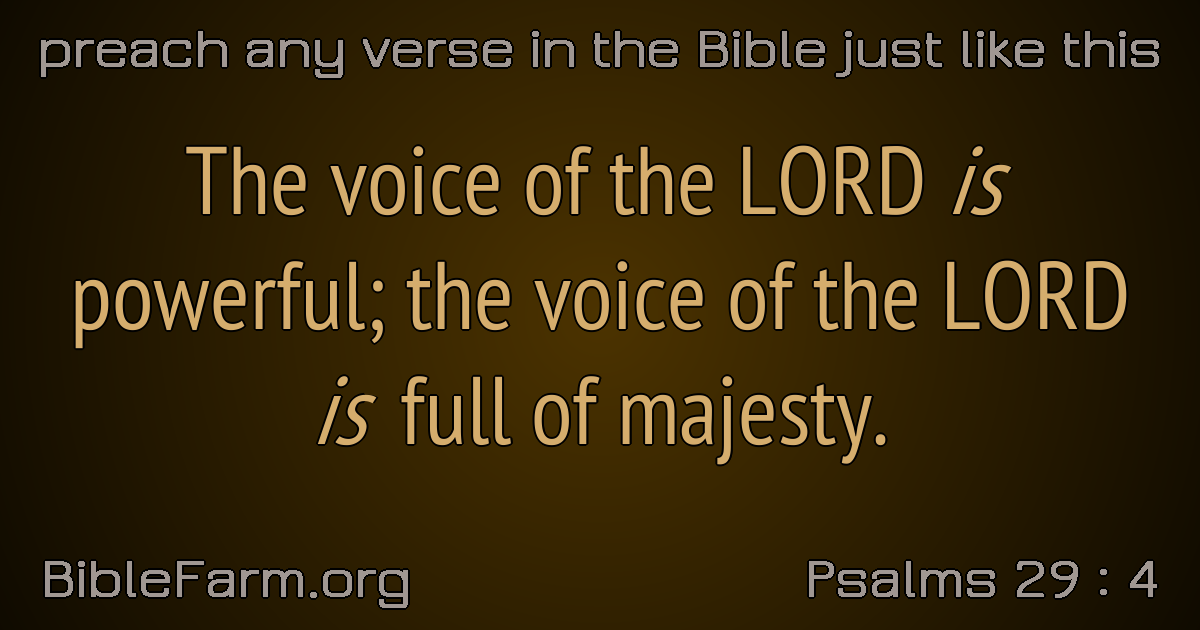 preach any verse in the Bible just like this
The voice of the LORD is
powerful; the voice of the LORD
is full of majesty.
BibleFarm.org
Psalms 29 : 4